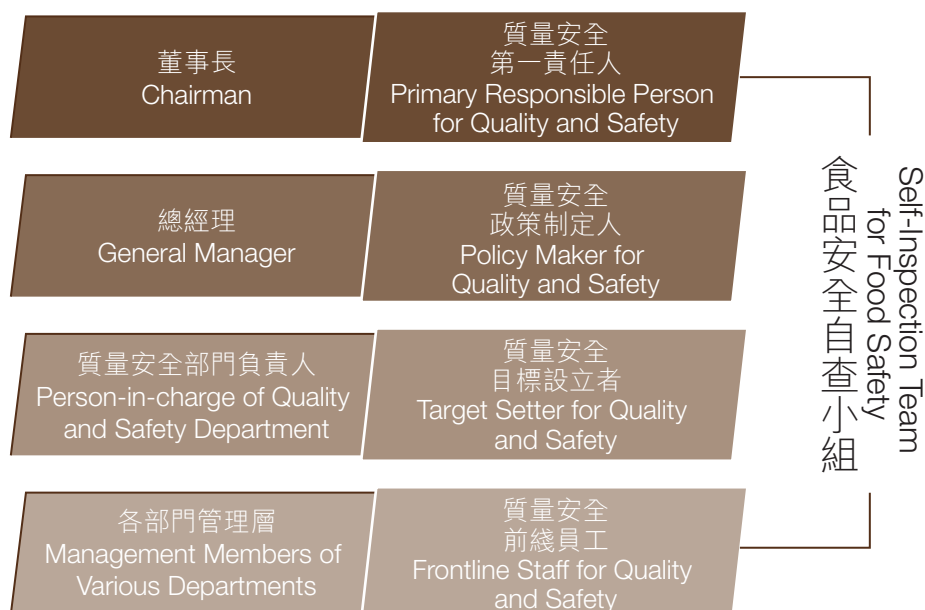 董事長
Chairman
質量安全
第一責任人
Primary Responsible Person
for Quality and Safety
總經理
General Manager
質量安全
政策制定人
Policy Maker for
Quality and Safety
質量安全部門負責人
Person-in-charge of Quality
and Safety Department
質量安全
目標設立者
Target Setter for Quality
and Safety
各部門管理層
Management Members of
Various Departments
質量安全
前綫員工
Frontline Staff for Quality
and Safety
食品安全自查小組
Self-Inspection Team
for Food Safety